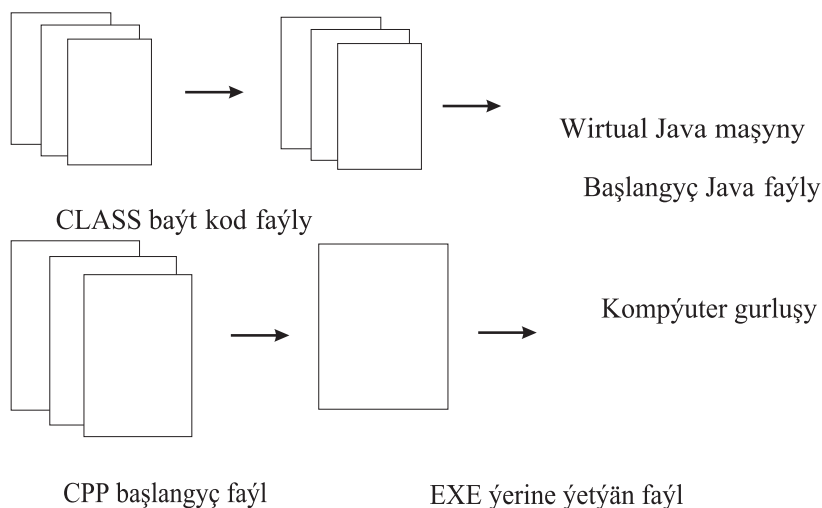 Wirtual Java maşyny
Başlangyç Java faýly
CLASS baýt kod faýly
Kompýuter gurluşy
CPP başlangyç faýl
EXE ýerine ýetýän faýl